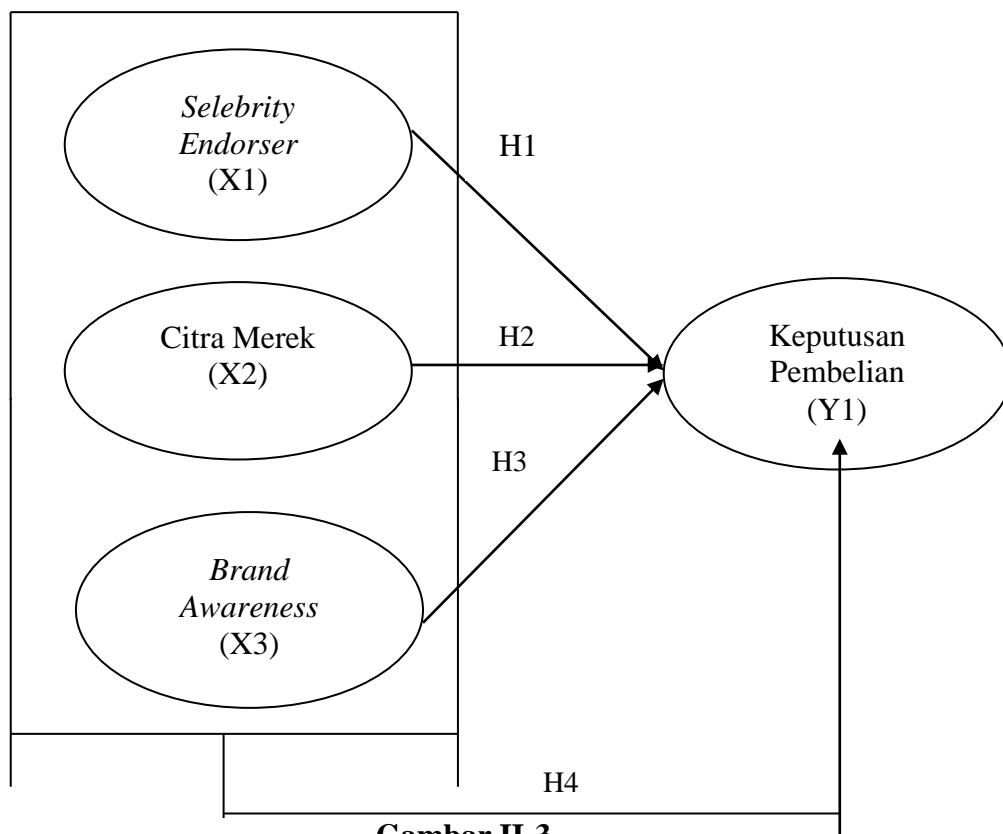 Selebrity
Endorser
(X1)
H1
Citra Merek
(X2)
H2
Keputusan
Pembelian
(Y1)
H3
Brand
Awareness
(X3)
H4
Gambar II-3